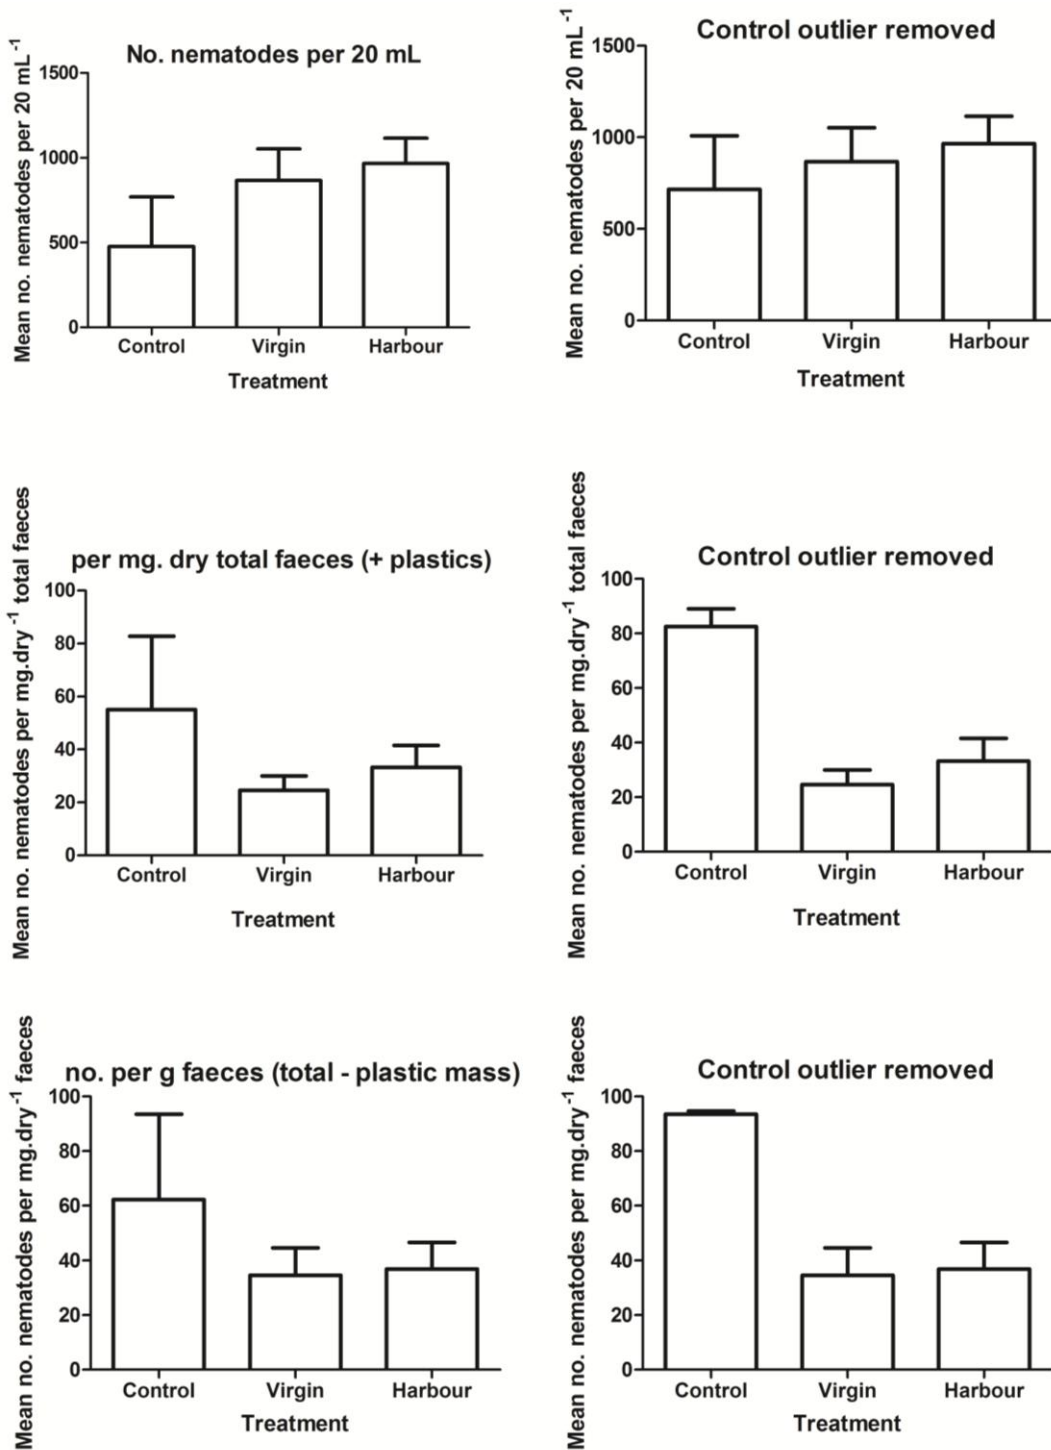 No. nematodes per 20 mL
Mean no. nematodes per 20 mL -1
1500
1000
500
0
Control Virgin Harbour
Treatment
Control outlier removed
Mean no. nematodes per 20 mL -1
1500
1000
500
0
Control Virgin Harbour
Treatment
per mg. dry total faeces (+ plastics)
Mean no. nematodes per mg.dry-1 total faeces
100
80
60
40
20
0
Control Virgin Harbour
Treatment
Control outlier removed
Mean no. nematodes per mg.dry-1 total faeces
100
80
60
40
20
0
Control Virgin Harbour
Treatment
no. per g faeces (total - plastic mass)
Mean no. nematodes per mg.dry-1 faeces
100
80
60
40
20
0
Control Virgin Harbour
Treatment
Control outlier removed
Mean no. nematodes per mg.dry-1 faeces
100
80
60
40
20
0
Control Virgin Harbour
Treatment